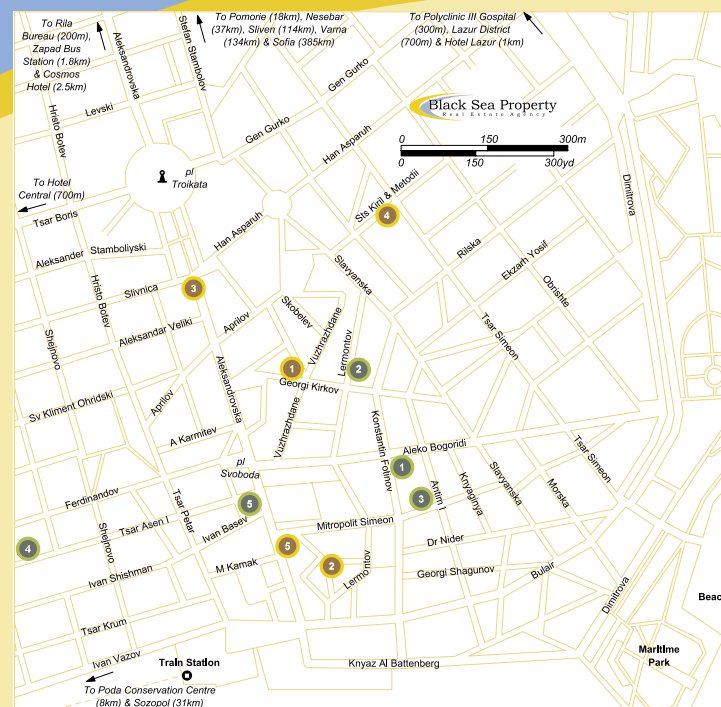 To Rila
Bureau (200m),
Zapad Bus
Station (1.8km)
& Cosmos
Hotel (2.5km)
Aleksandrovska
Stefan Stambolov
To Pomorie (18km), Nesebar
(37km), Sliven (114km), Varna
(134km) & Sofia (385km)
To Polyclinic III Gospital
(300m), Lazur District
(700m) & Hotel Lazur (1km)
Hristo Botev
Levski
Gen Gurko
Gen Gurko
Han Asparuh
Black Sea Property
Real Estate Agency
0 150 300m
0 150 300yd
pl
Troikata
To Hotel
Central (700m)
Tsar Boris
Sts Kiril & Metodii
4
Dimitrova
Han Asparuh
Aleksander Stamboliyski
Slavyanska
Rilska
Ekzarh Yosif
Obrishte
Hristo Botev
Slivnica
3
Skobelev
Vuzhrazhdane
Lermontov
Tsar Simeon
Shejnovo
Aleksandar Veliki
Aprilov
Aprilov
Aleksandrovska
1
2
Georgi Kirkov
Sv Kliment Ohridski
A Karmitev
Vuzhrazhdane
Konstantin Fotinov
Aleko Bogoridi
pl
Svoboda
1
Antim I
Knyaginya
Slavyanska
Morska
Tsar Simeon
3
Ferdinandov
Tsar Petar
5
Tsar Asen I
Ivan Basev
Mitropolit Simeon
Shejnovo
4
5
Dr Nider
2
Lermontov
M Kamak
Georgi Shagunov
Bulair
Ivan Shishman
Dimitrova
Beac
Tsar Krum
Maritime
Park
Ivan Vazov
Train Station
Knyaz Al Battenberg
To Poda Conservation Centre
(8km) & Sozopol (31km)